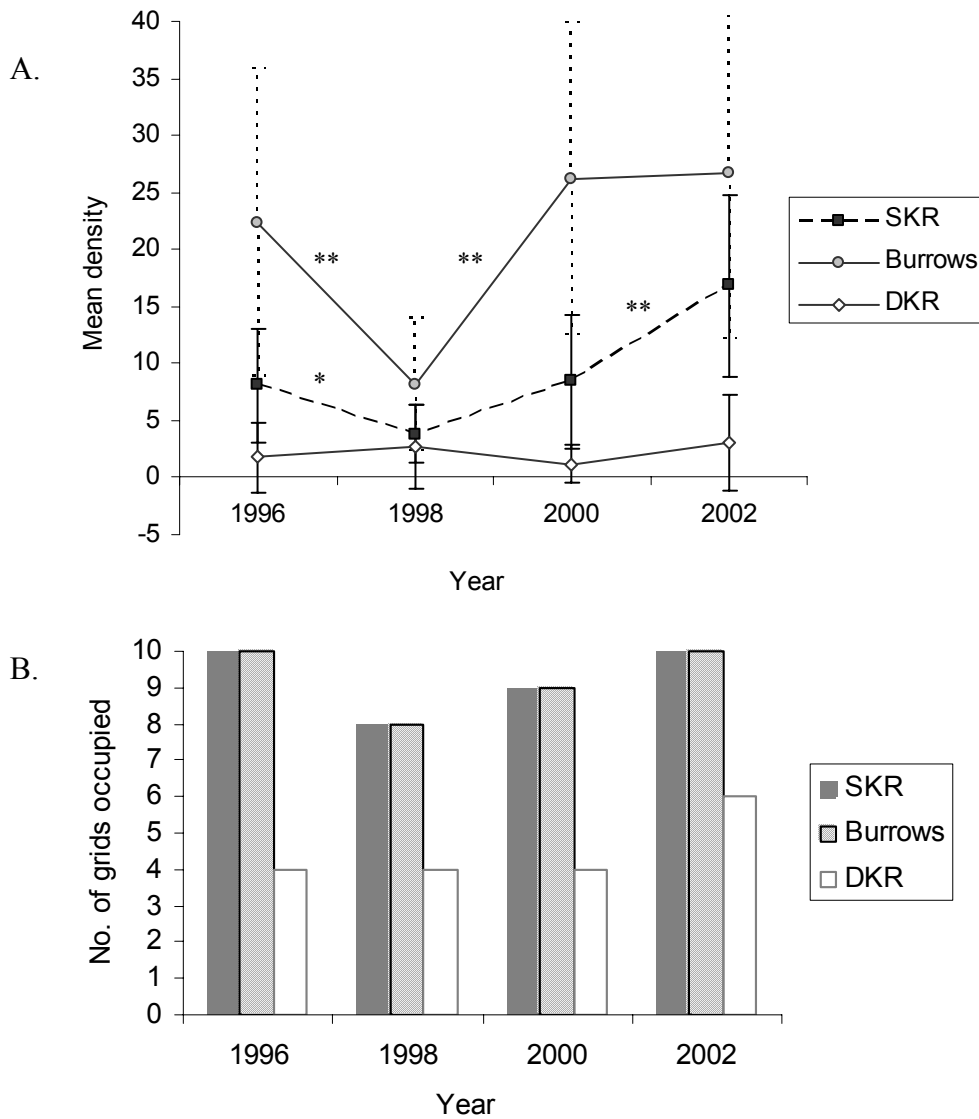 A.
40
35
30
25
20
15
10
5
0
-5
Mean density
**
**
*
**
1996 1998 2000 2002
Year
SKR
Burrows
DKR
B.
10
9
8
7
6
5
4
3
2
1
0
No. of grids occupied
1996 1998 2000 2002
Year
SKR
Burrows
DKR